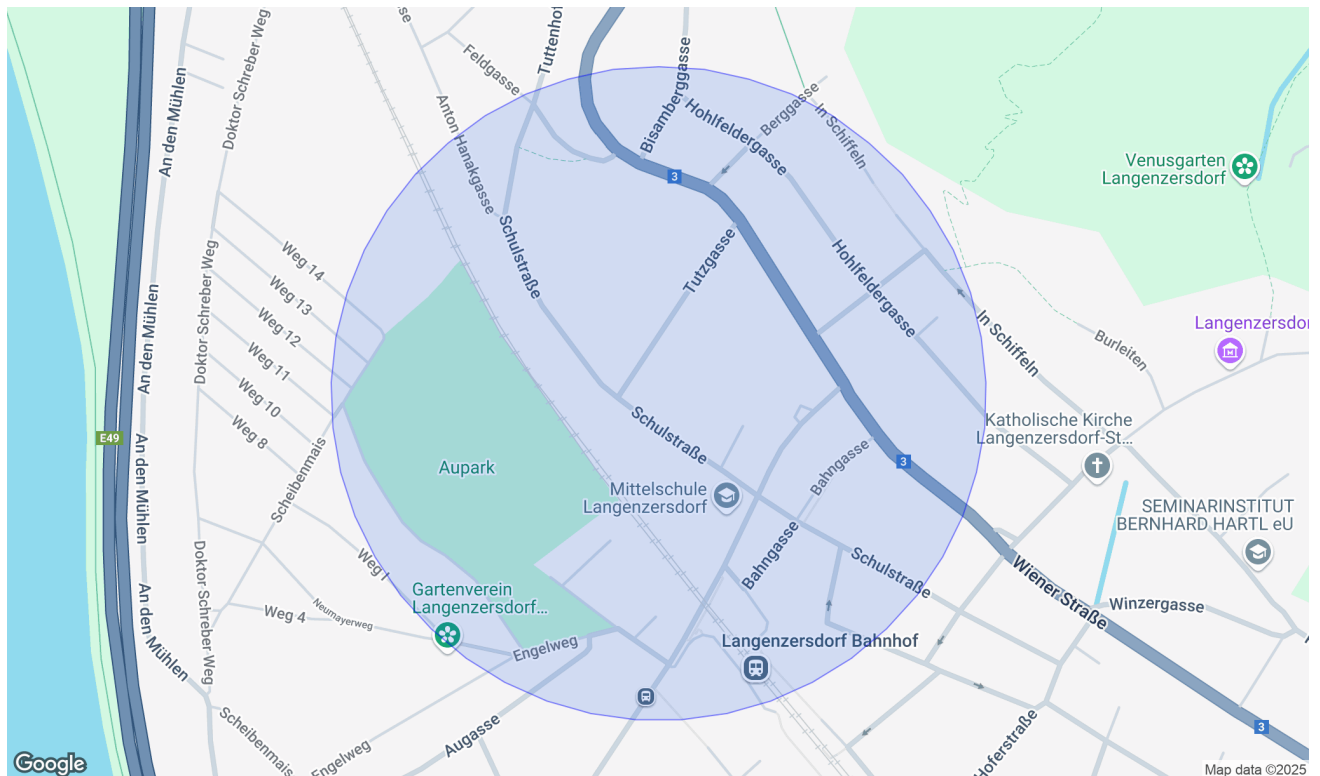 Doktor Schreber Weg
An den Mühlen
Feldgasse
Tuttenhof
Bisamberggasse
Anton Hanakgasse
Hohlfeldergasse
Berggasse
In Schiffeln
3
Venusgarten
Langenzersdorf
Schulstraße
Tutzgasse
Weg 14
Weg 13
Weg 12
Weg 11
Weg 10
Weg 8
Doktor Schreber Weg
An den Mühlen
Hohlfeldergasse
In Schiffeln
Burleiten
Langenzersdor
E49
An den Mühlen
Scheibenmais
Aupark
Schulstraße
Mittelschule
Langenzersdorf
Bahngasse
3
Katholische Kirche
Langenzersdorf-St...
SEMINARINSTITUT
BERNHARD HARTL eU
Bahngasse
Schulstraße
Wiener Straße
Winzergasse
Doktor Schreber Weg
An den Mühlen
Weg 4
Neumayerweg
Gartenverein
Langenzersdorf...
Engelweg
Langenzersdorf Bahnhof
Scheibenmais
Engelweg
Augasse
Hoferstraße
3
Google
Map data ©2025